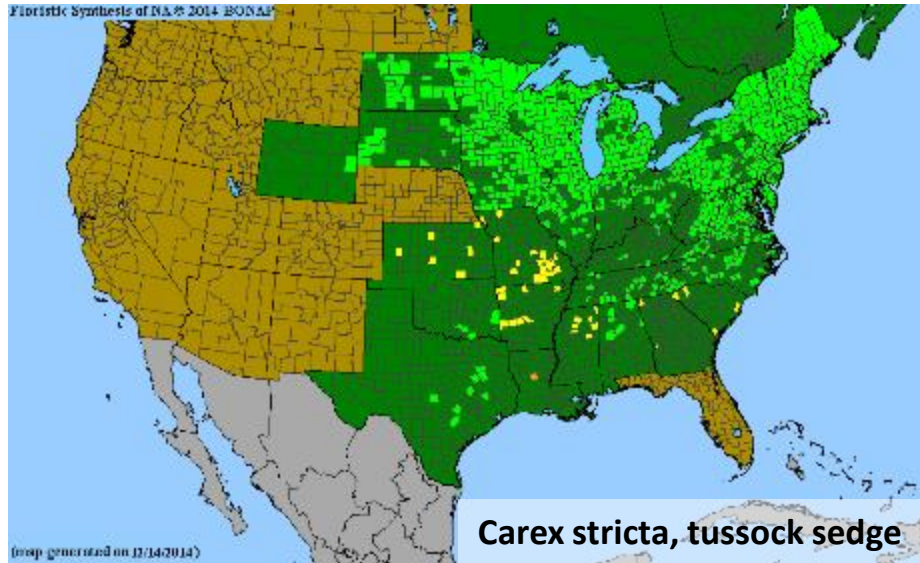 Floristic Synthesis of NA © 2014 BONAP
Carex stricta, tussock sedge
(map generated on 12/14/2014)